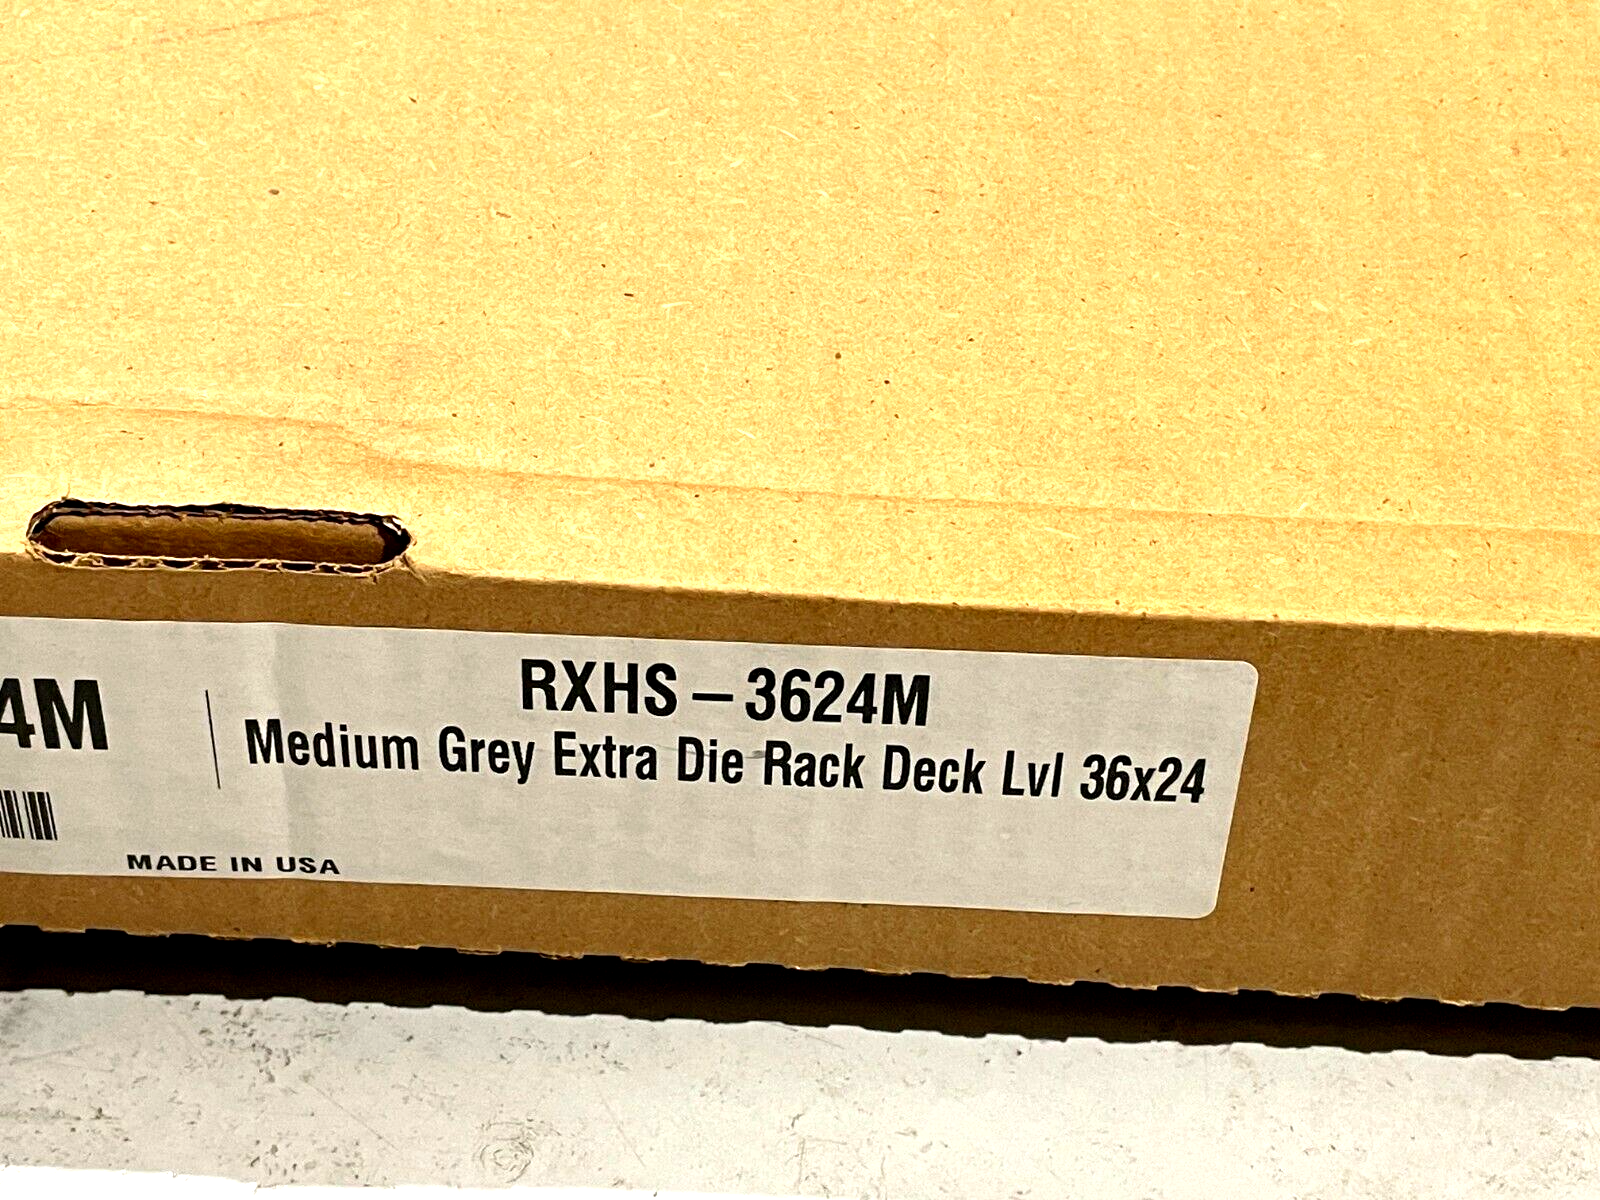 4M
RXHS – 3624M
Medium Grey Extra Die Rack Deck Lvl 36x24
MADE IN USA